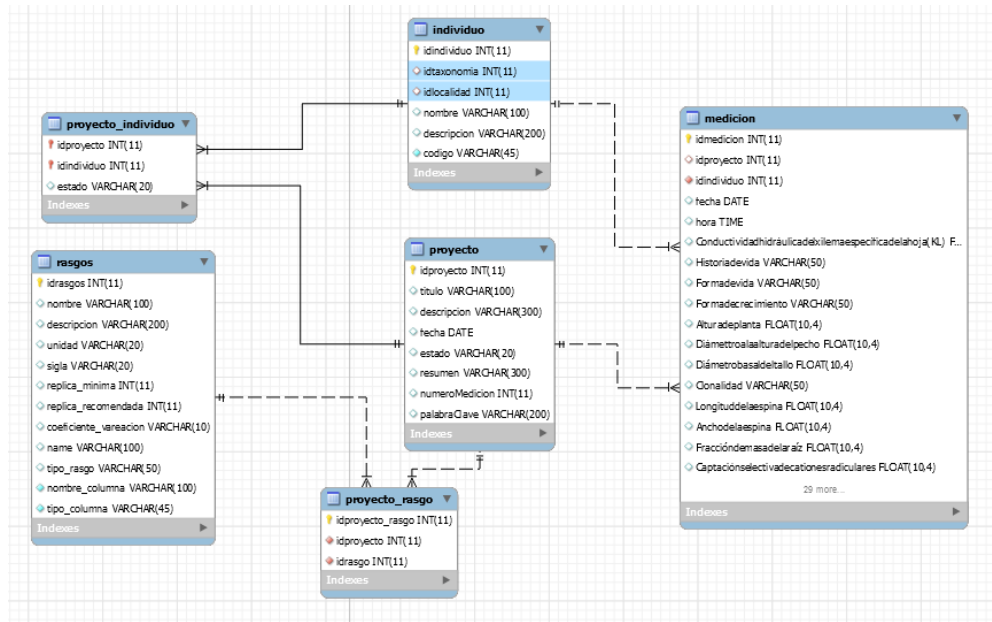 individuo
idindividuo INT(11)
idtaxonomia INT(11)
idlocalidad INT(11)
nombre VARCHAR(100)
descripcion VARCHAR(200)
codigo VARCHAR(45)
Indexes
proyecto_individuo
idproyecto INT(11)
idindividuo INT(11)
estado VARCHAR(20)
Indexes
medicion
idmedicion INT(11)
idproyecto INT(11)
idindividuo INT(11)
fecha DATE
hora TIME
Conductividadhidráulicadelxilemaespecíficadelahoja(KL) F...
Historiadevida VARCHAR(50)
Formadevida VARCHAR(50)
Formadecrecimiento VARCHAR(50)
Alturadeplanta FLOAT(10,4)
Diámettroalaalturadelpecho FLOAT(10,4)
Diámetrobasaldeltallo FLOAT(10,4)
Clonalidad VARCHAR(50)
Longituddelaespina FLOAT(10,4)
Anchodelaespina FLOAT(10,4)
Fraccióndemasadelaraíz FLOAT(10,4)
Captaciónselectivadecationesradiculares FLOAT(10,4)
29 more...
Indexes
rasgos
idrasgos INT(11)
nombre VARCHAR(100)
descripcion VARCHAR(200)
unidad VARCHAR(20)
sigla VARCHAR(20)
replica_minima INT(11)
replica_recomendada INT(11)
coeficiente_vareacion VARCHAR(10)
name VARCHAR(100)
tipo_rasgo VARCHAR(50)
nombre_columna VARCHAR(100)
tipo_columna VARCHAR(45)
Indexes
proyecto
idproyecto INT(11)
titulo VARCHAR(100)
descripcion VARCHAR(300)
fecha DATE
estado VARCHAR(20)
resumen VARCHAR(300)
numeroMedicion INT(11)
palabraClave VARCHAR(200)
Indexes
proyecto_rasgo
idproyecto_rasgo INT(11)
idproyecto INT(11)
idrasgo INT(11)
Indexes